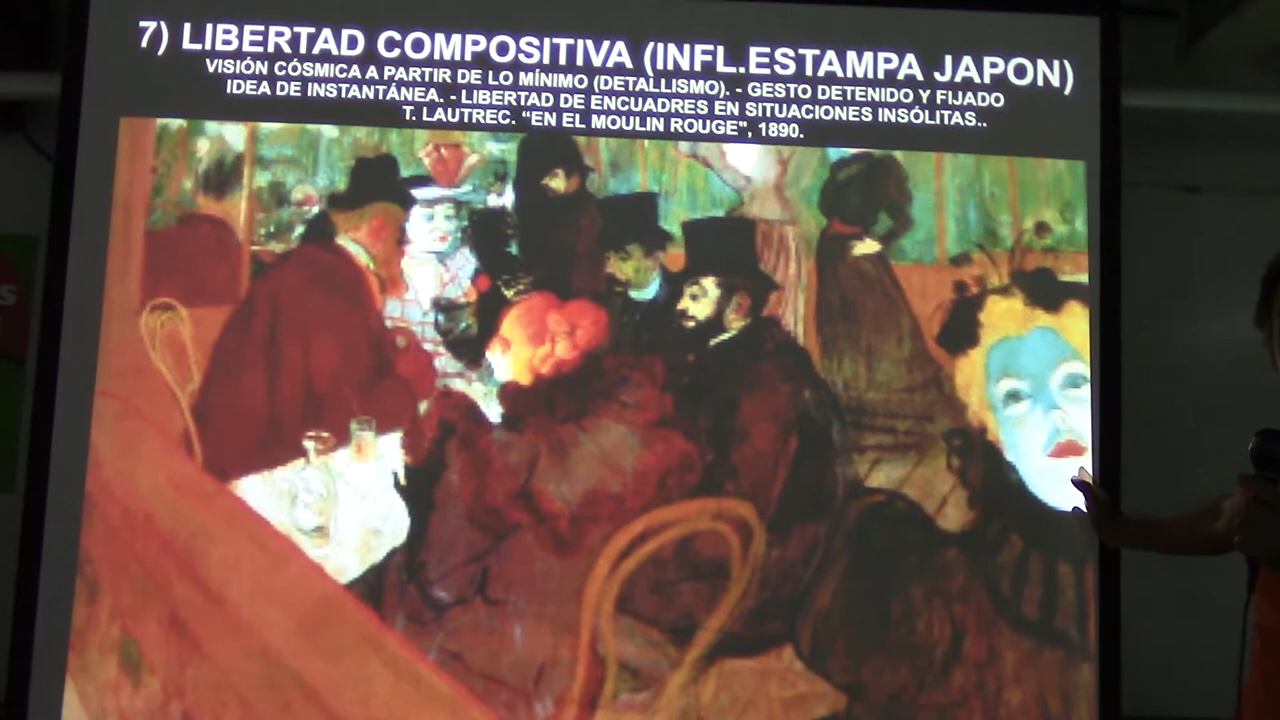 7) LIBERTAD COMPOSITIVA (INFL.ESTAMPA JAPON)
VISIÓN CÓSMICA A PARTIR DE LO MÍNIMO (DETALLISMO). - GESTO DETENIDO Y FIJADO
IDEA DE INSTANTÁNEA. - LIBERTAD DE ENCUADRES EN SITUACIONES INSÓLITAS..
T. LAUTREC. “EN EL MOULIN ROUGE", 1890.